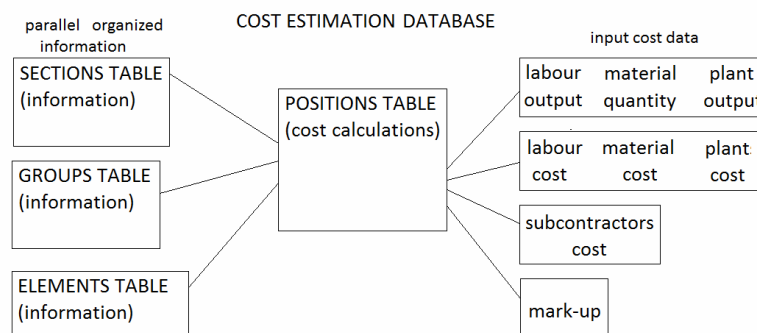 COST ESTIMATION DATABASE
parallel organized
information
SECTIONS TABLE
(information)
GROUPS TABLE
(information)
ELEMENTS TABLE
(information)
POSITIONS TABLE
(cost calculations)
input cost data
labour material plant
output quantity output
labour material plant
cost cost cost
subcontractors
cost
mark-up